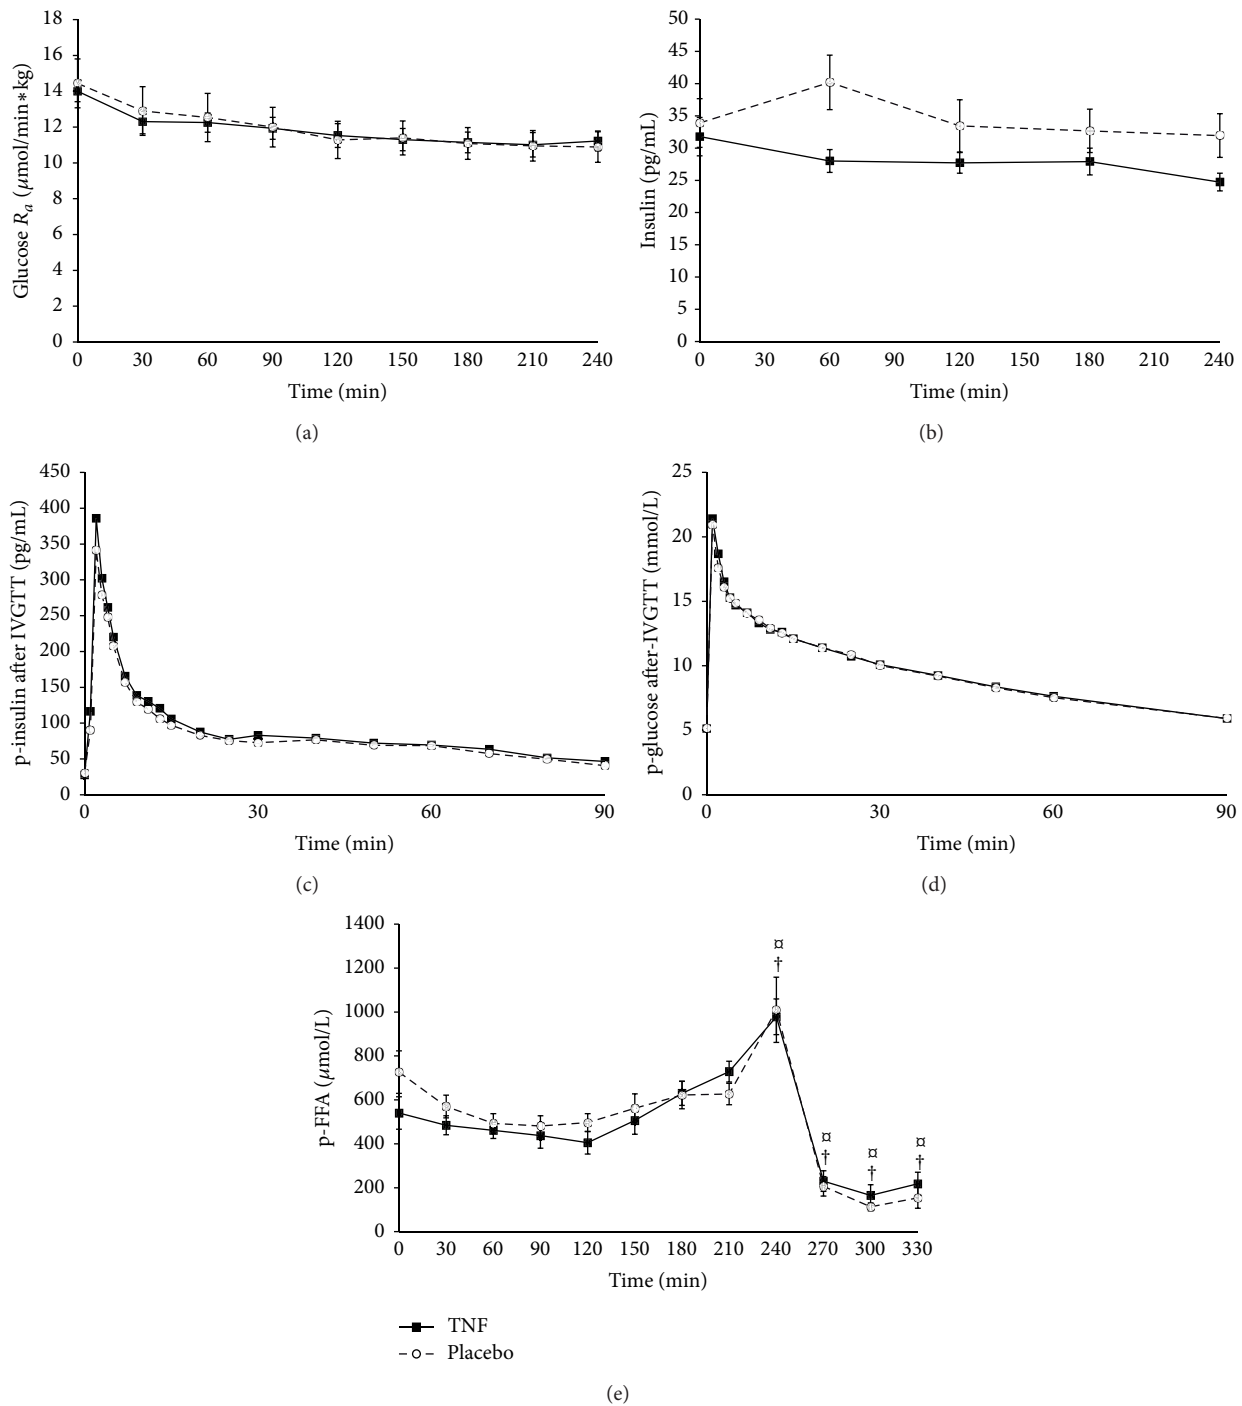 18
16
14
12
10
8
6
4
2
0
Glucose Ra (μmol/min∗kg)
0 30 60 90 120 150 180 210 240
Time (min)
(a)
50
45
40
35
30
25
20
15
10
5
0
Insulin (pg/mL)
0 30 60 90 120 150 180 210 240
Time (min)
(b)
450
400
350
300
250
200
150
100
50
0
p-insulin after IVGTT (pg/mL)
0 30 60 90
Time (min)
(c)
25
20
15
10
5
0
p-glucose after-IVGTT (mmol/L)
0 30 60 90
Time (min)
(d)
1400
1200
1000
800
600
400
200
0
p-FFA (μmol/L)
¤
†
¤
†
¤
†
¤
†
0 30 60 90 120 150 180 210 240 270 300 330
Time (min)
TNF
Placebo
(e)